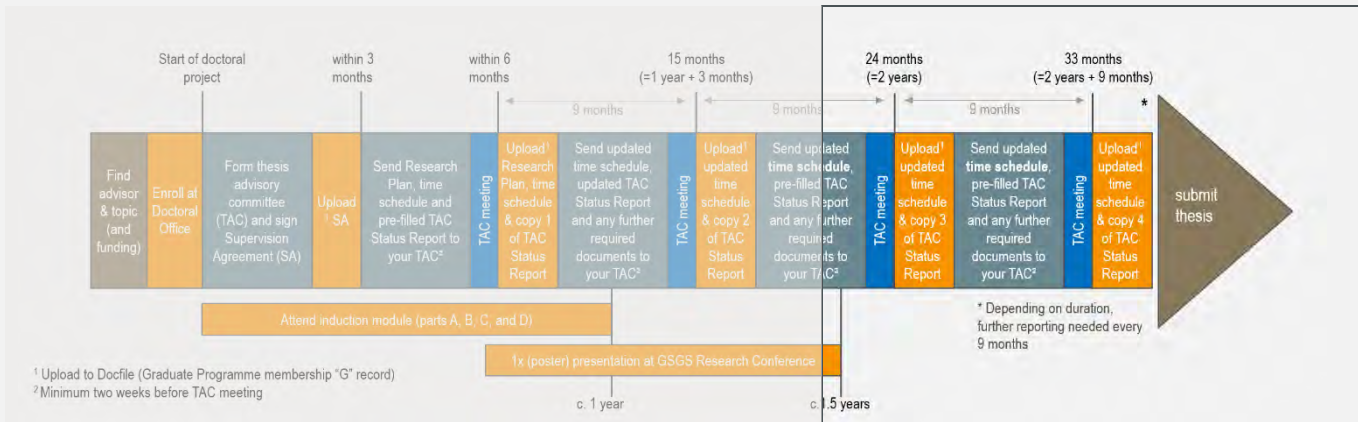 Start of doctoral
project
within 3
months
within 6
months
15 months
(=1 year + 3 months)
24 months
(=2 years)
33 months
(=2 years + 9 months)
9 months
9 months
9 months
*
Find
advisor
& topic
(and
funding)
Enroll at
Doctoral
Office
Form thesis
advisory
committee
(TAC) and sign
Supervision
Agreement (SA)
Upload
¹ SA
Send Research
Plan, time
schedule and
pre-filled TAC
Status Report to
your TAC²
TAC meeting
Upload¹
Research
Plan, time
schedule
& copy 1
of TAC
Status
Report
Send updated
time schedule,
updated TAC
Status Report
and any further
required
documents to
your TAC²
TAC meeting
Upload¹
updated
time
schedule
& copy 2
of TAC
Status
Report
Send updated
time schedule,
pre-filled TAC
Status Report
and any further
required
documents to
your TAC²
TAC meeting
Upload¹
updated
time
schedule
& copy 3
of TAC
Status
Report
Send updated
time schedule,
pre-filled TAC
Status Report
and any further
required
documents to
your TAC²
TAC meeting
Upload¹
updated
time
schedule
& copy 4
of TAC
Status
Report
submit
thesis
Attend induction module (parts A, B, C, and D)
* Depending on duration,
further reporting needed every
9 months
1x (poster) presentation at GSGS Research Conference
¹ Upload to Docfile (Graduate Programme membership "G" record)
² Minimum two weeks before TAC meeting
c. 1 year
c. 1.5 years